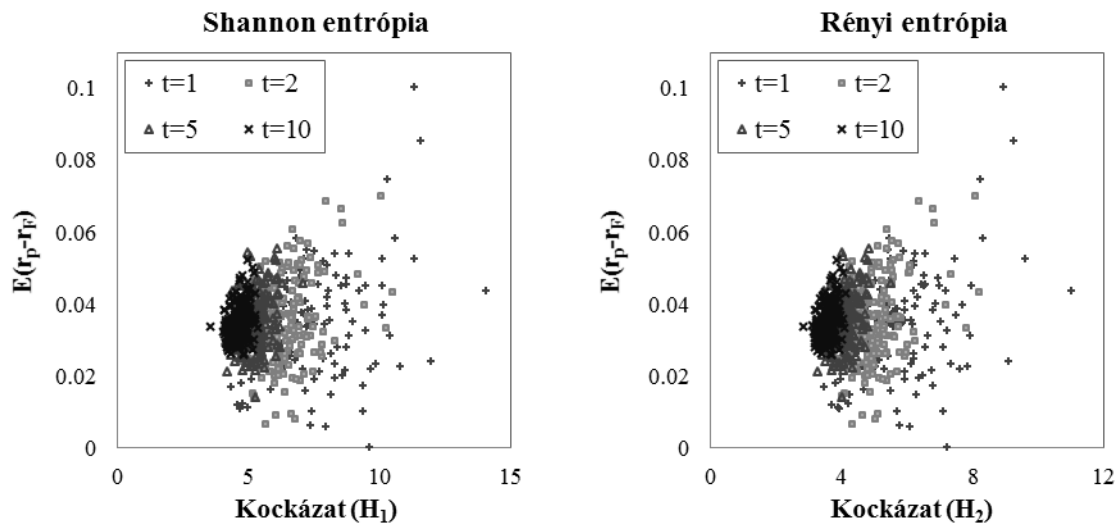 Shannon entrópia
t=1 t=2
t=5 t=10
0.1
0.08
0.06
0.04
0.02
0
E(rp-rF)
0 5 10 15
Kockázat (H1)
Rényi entrópia
t=1 t=2
t=5 t=10
0.1
0.08
0.06
0.04
0.02
0
E(rp-rF)
0 4 8 12
Kockázat (H2)